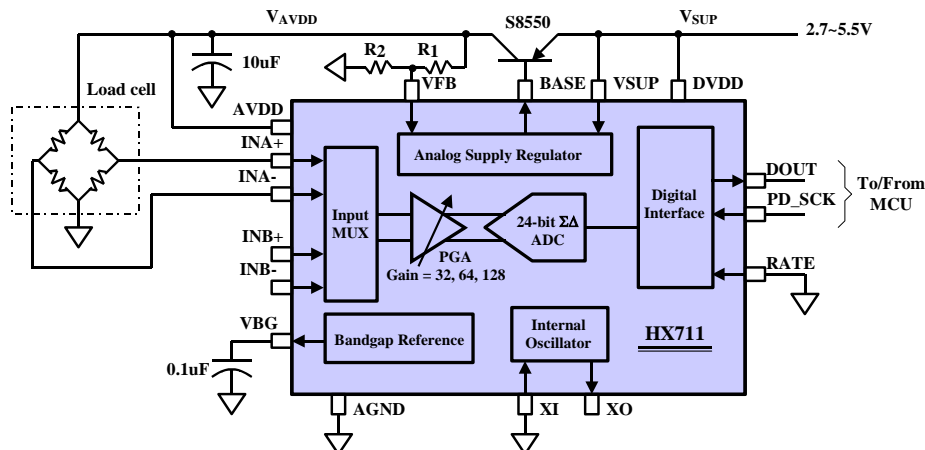 V_AVDD
S8550
V_SUP
2.7~5.5V
R2
R1
10uF
VFB
BASE
VSUP
DVDD
Load cell
AVDD
INA+
INA-
INB+
INB-
VBG
0.1uF
Analog Supply Regulator
Input
MUX
PGA
Gain = 32, 64, 128
24-bit ΣΔ
ADC
Digital
Interface
DOUT
PD_SCK
To/From
MCU
RATE
Bandgap Reference
Internal
Oscillator
HX711
AGND
XI
XO